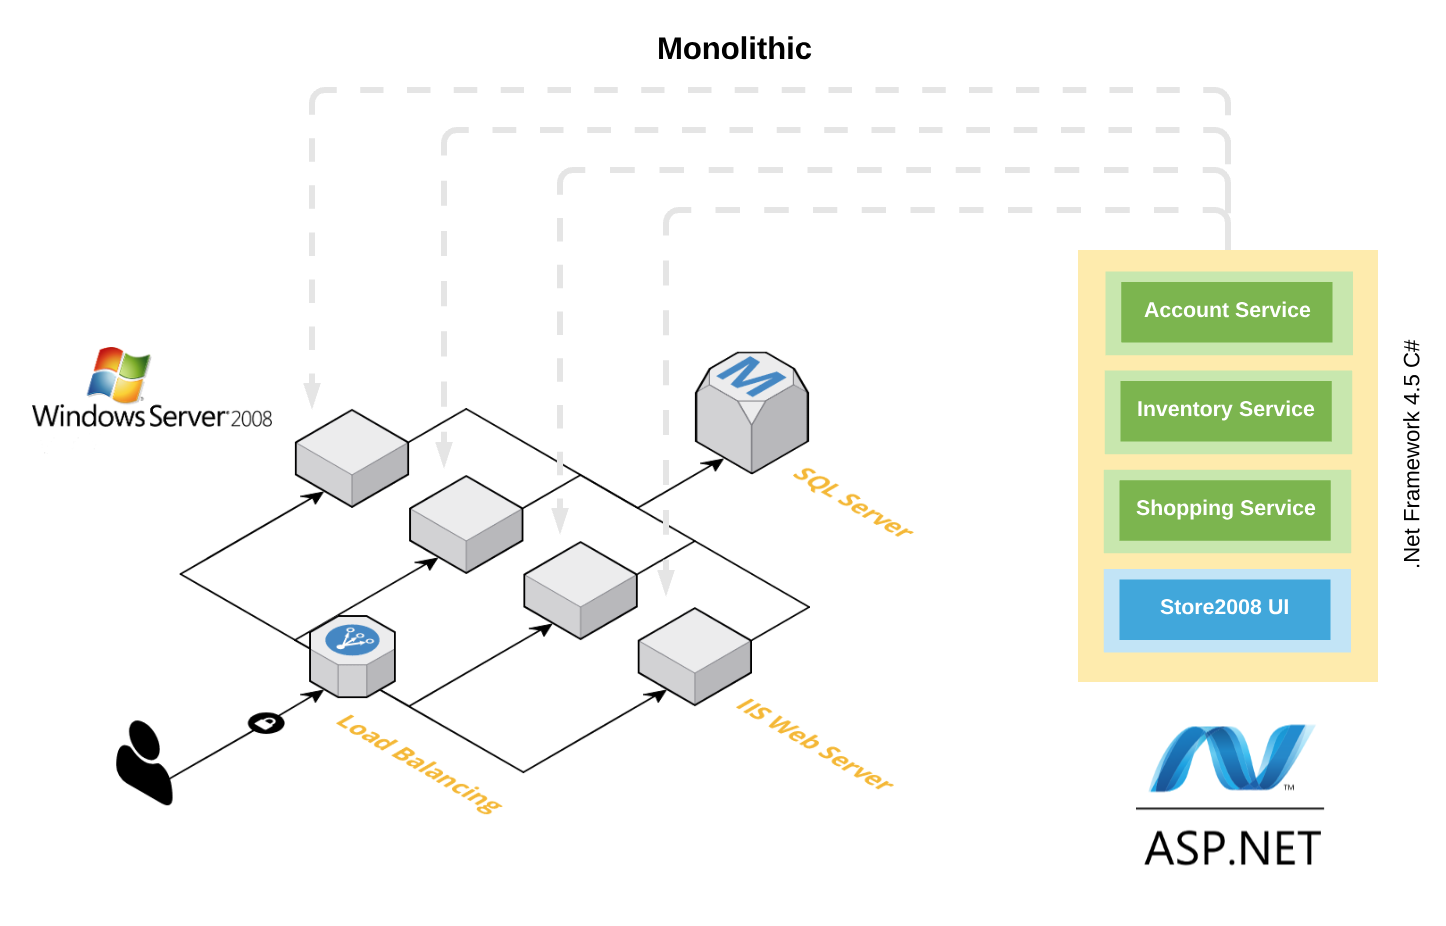 Monolithic
Account Service
Inventory Service
Shopping Service
Store2008 UI
.Net Framework 4.5 C#
Windows Server 2008
M
SQL Server
IIS Web Server
Load Balancing
TM
ASP.NET